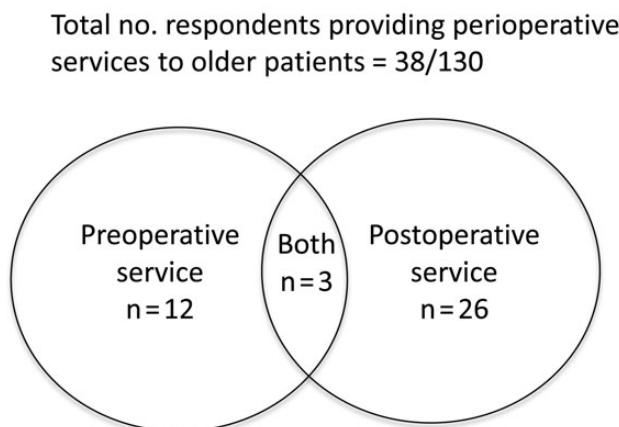 Total no. respondents providing perioperative
services to older patients = 38/130
Preoperative
service
n=12
Both
n=3
Postoperative
service
n=26